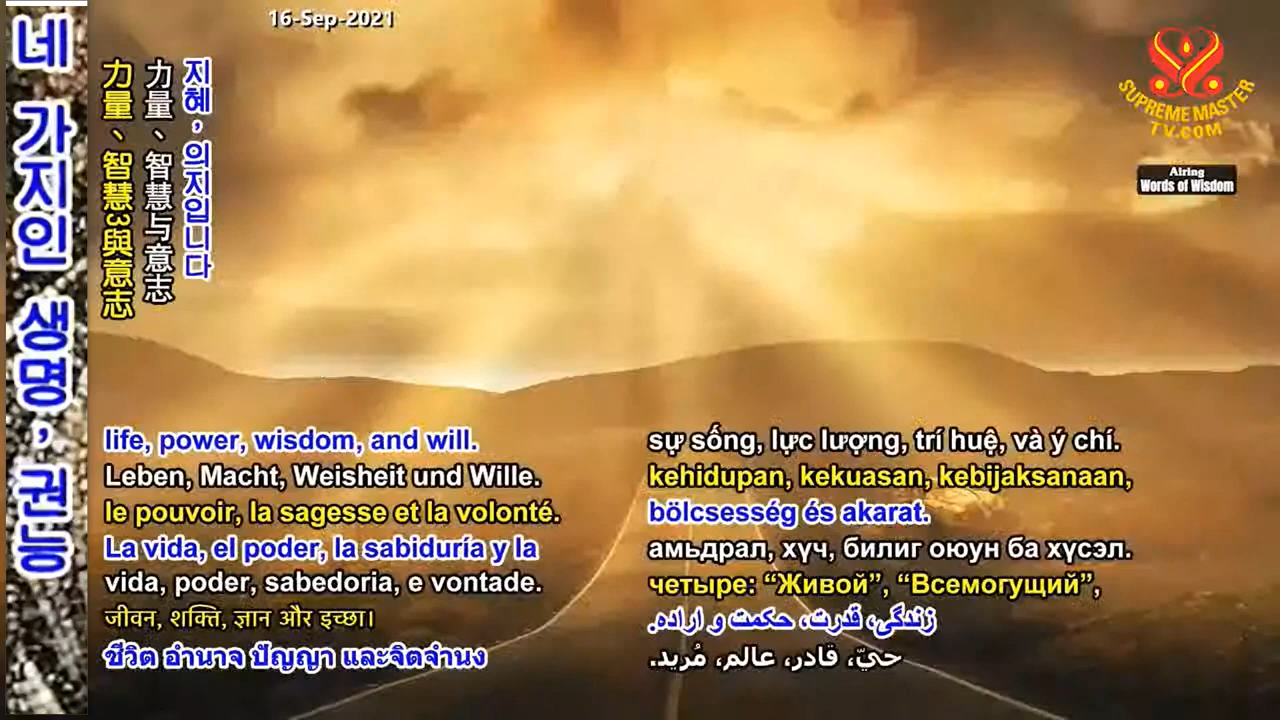 16-Sep-2021
SUPREME MASTER
TV.COM
Airing
Words of Wisdom
네 가지인 생명, 권능
지혜, 의지입니다
力量、智慧与意志
力量、智慧ω與意志
life, power, wisdom, and will.
Leben, Macht, Weisheit und Wille.
le pouvoir, la sagesse et la volonté.
La vida, el poder, la sabiduría y la
vida, poder, sabedoria, e vontade.
जीवन, शक्ति, ज्ञान और इच्छा।
ชีวิต อำนาจ ปัญญา และจิตจำนง
sự sống, lực lượng, trí huệ, và ý chí.
kehidupan, kekuasan, kebijaksanaan,
bölcsesség és akarat.
амьдрал, хүч, билиг оюун ба хүсэл.
четыре: “Живой”, “Всемогущий”,
زندگی، قدرت، حکمت و اراده.
حيّ، قادر، عالم، مُريد.